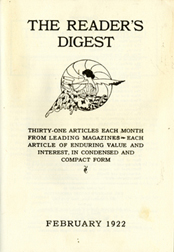 THE READER'S
DIGEST
THIRTY-ONE ARTICLES EACH MONTH
FROM LEADING MAGAZINES ~ EACH
ARTICLE OF ENDURING VALUE AND
INTEREST, IN CONDENSED AND
COMPACT FORM
FEBRUARY 1922